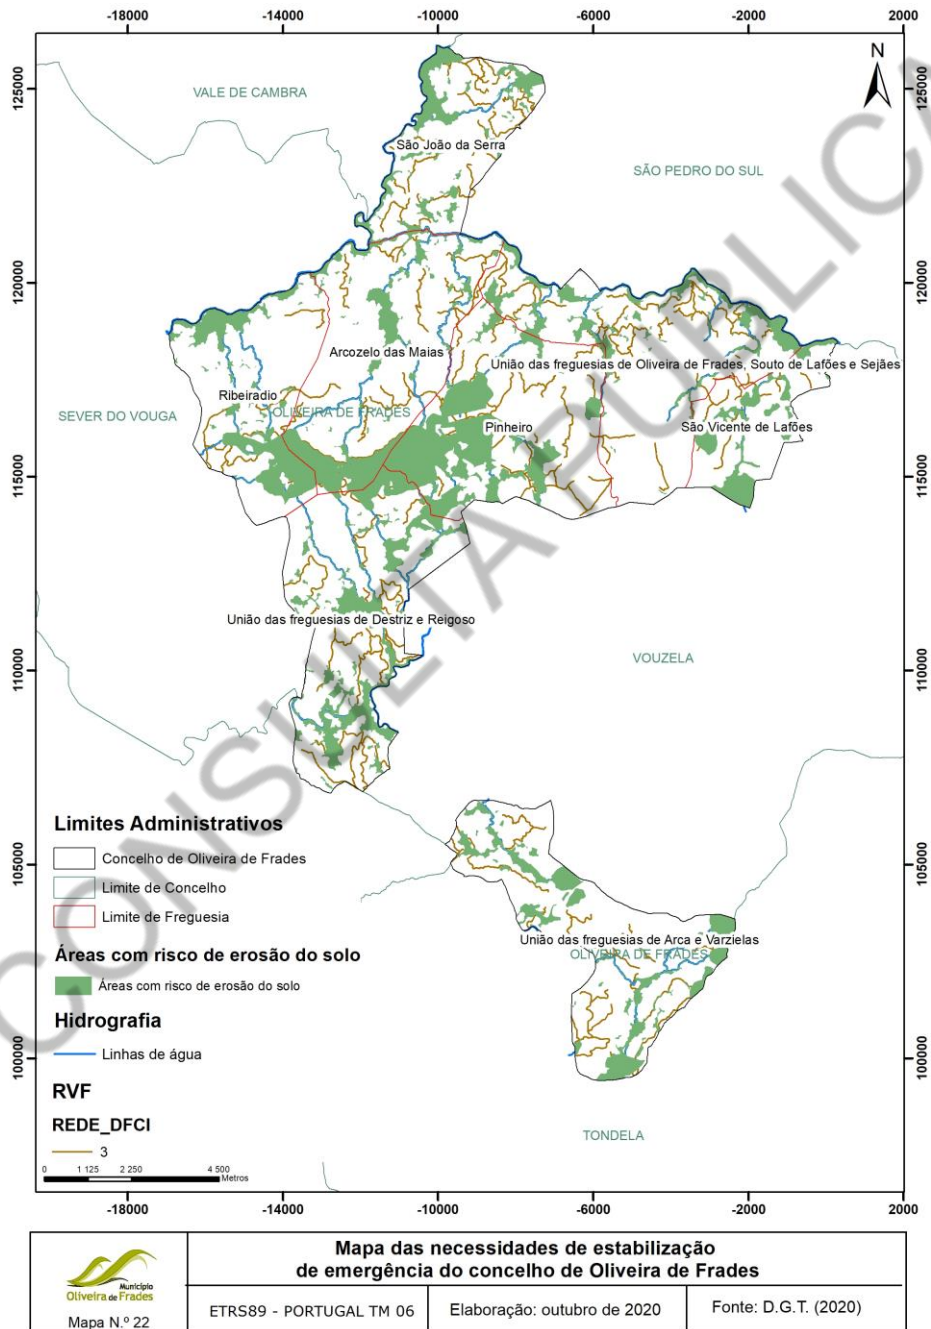 -18000 -14000 -10000 -6000 -2000 2000
N
125000 125000
VALE DE CAMBRA
São João da Serra
SÃO PEDRO DO SUL
120000 120000
Arcozelo das Maias
União das freguesias de Oliveira de Frades, Souto de Lafões e Sejães
Ribeiradio
OLIVEIRA DE FRADES
SEVER DO VOUGA
Pinheiro
São Vicente de Lafões
115000 115000
União das freguesias de Destriz e Reigoso
VOUZELA
110000 110000
CONSULTA PUBLICA
Limites Administrativos
Concelho de Oliveira de Frades
Limite de Concelho
Limite de Freguesia
105000 105000
União das freguesias de Arca e Varzielas
OLIVEIRA DE FRADES
Áreas com risco de erosão do solo
Áreas com risco de erosão do solo
Hidrografia
Linhas de água
100000 100000
RVF
REDE_DFCI
3
TONDELA
0 1 125 2 250 4 500
Metros
-18000 -14000 -10000 -6000 -2000 2000
Município
Oliveira de Frades
Mapa N.º 22
Mapa das necessidades de estabilização
de emergência do concelho de Oliveira de Frades
ETRS89 - PORTUGAL TM 06
Elaboração: outubro de 2020
Fonte: D.G.T. (2020)